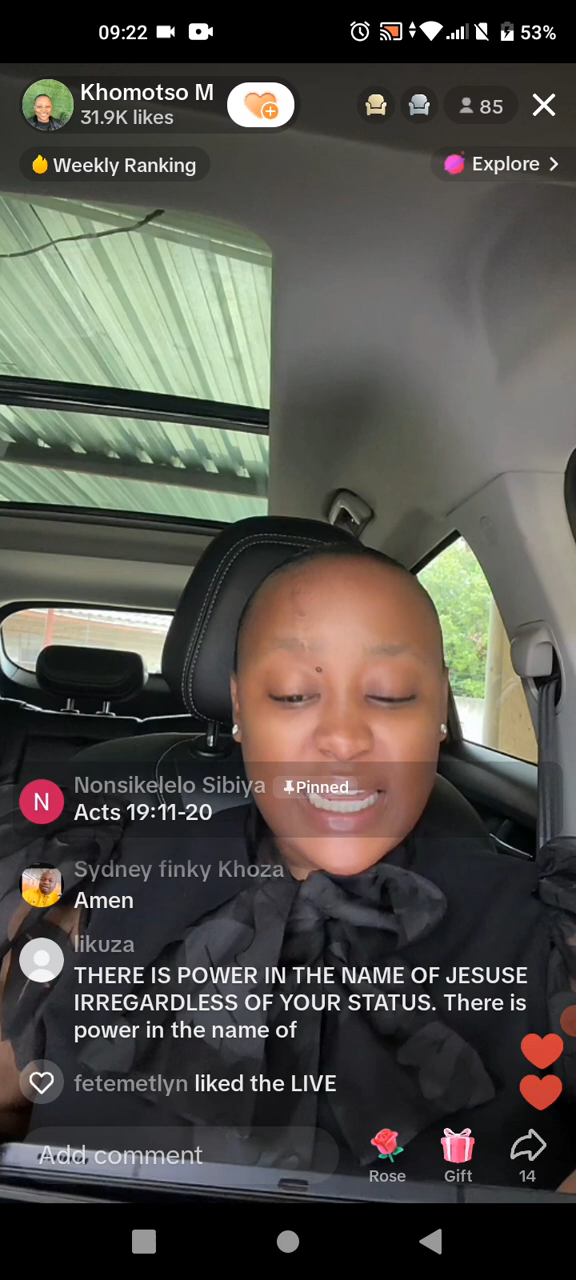 09:22
53%
Khomotso M
31.9K likes
85
Weekly Ranking
Explore
Nonsikelelo Sibiya Pinned
Acts 19:11-20
Sydney finky Khoza
Amen
likuza
THERE IS POWER IN THE NAME OF JESUSE
IRREGARDLESS OF YOUR STATUS. There is
power in the name of
fetemetlyn liked the LIVE
Add comment
Rose
Gift
14
N